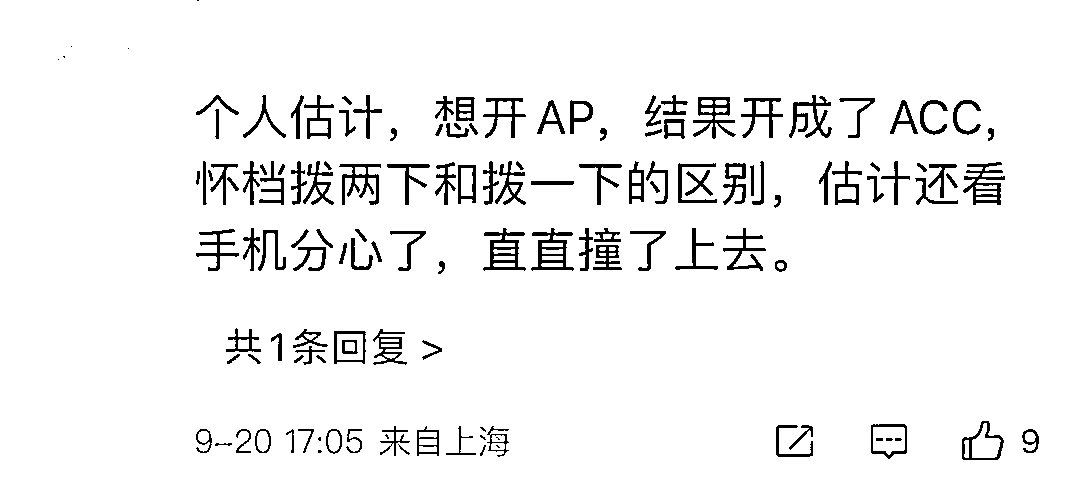 个人估计，想开AP，结果开成了ACC，
怀档拨两下和拨一下的区别，估计还看
手机分心了，直直撞了上去。
共1条回复 >
9-20 17:05 来自上海
9